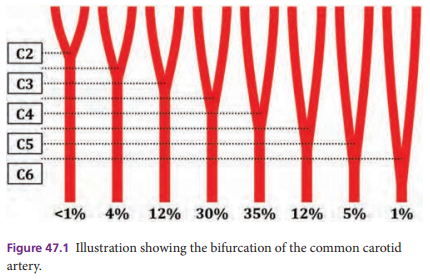 C2
C3
C4
C5
C6
<1% 4% 12% 30% 35% 12% 5% 1%
Figure 47.1 Illustration showing the bifurcation of the common carotid
artery.